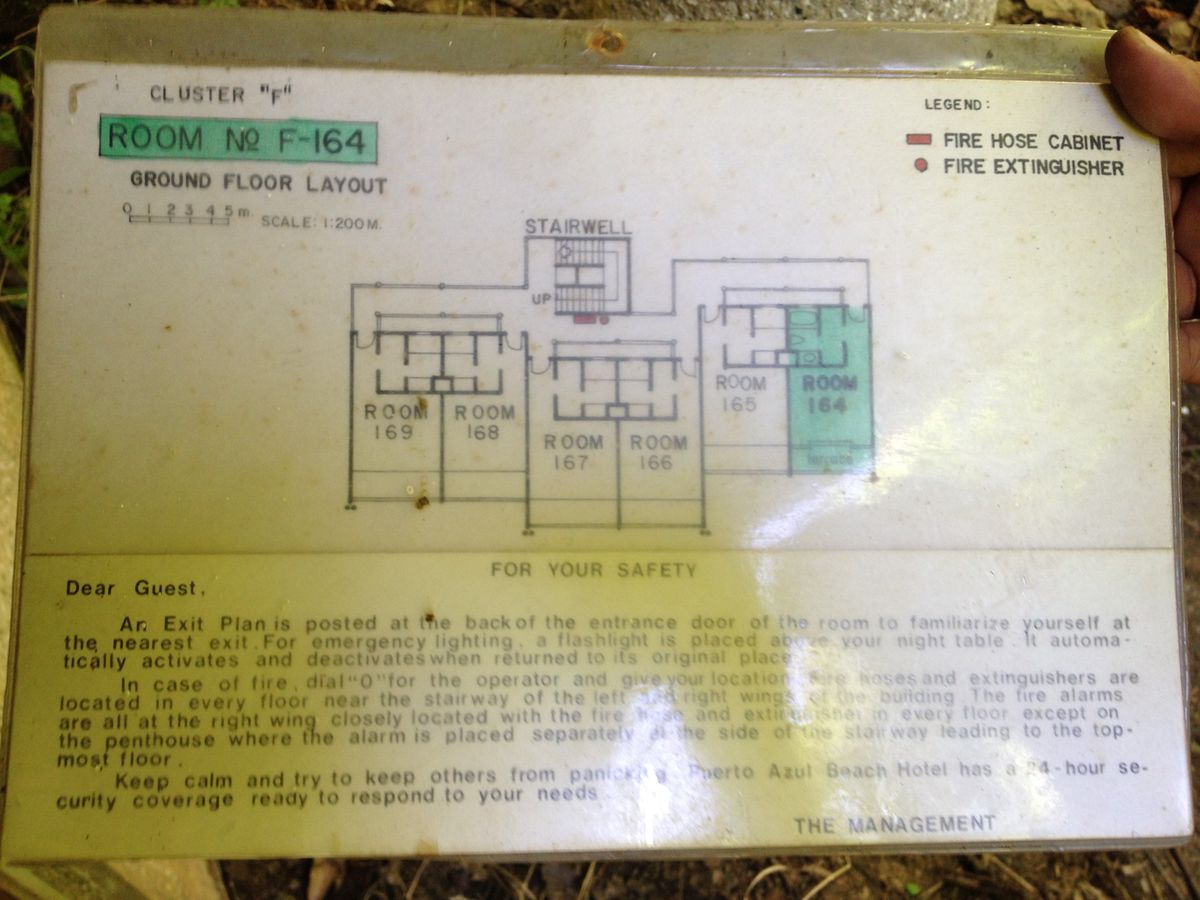 CLUSTER "F"
ROOM NO F-164
GROUND FLOOR LAYOUT
0 1 2 3 4 5 m. SCALE: 1:200 M.
LEGEND:
FIRE HOSE CABINET
FIRE EXTINGUISHER
STAIRWELL
UP
ROOM 169
ROOM 168
ROOM 167
ROOM 166
ROOM 165
ROOM 164
FOR YOUR SAFETY
Dear Guest,
An Exit Plan is posted at the back of the entrance door of the room to familiarize yourself at
the nearest exit. For emergency lighting, a flashlight is placed above your night table. It automa-
tically activates and deactivates when returned to its original place.
In case of fire, dial "O" for the operator and give your location. Fire hoses and extinguishers are
located in every floor near the stairway of the left and right wings of the building. The fire alarms
are all at the right wing closely located with the fire hose and extinguisher in every floor except on
the penthouse where the alarm is placed separately at the side of the stairway leading to the top-
most floor.
Keep calm and try to keep others from panicking. Puerto Azul Beach Hotel has a 24-hour se-
curity coverage ready to respond to your needs.
THE MANAGEMENT